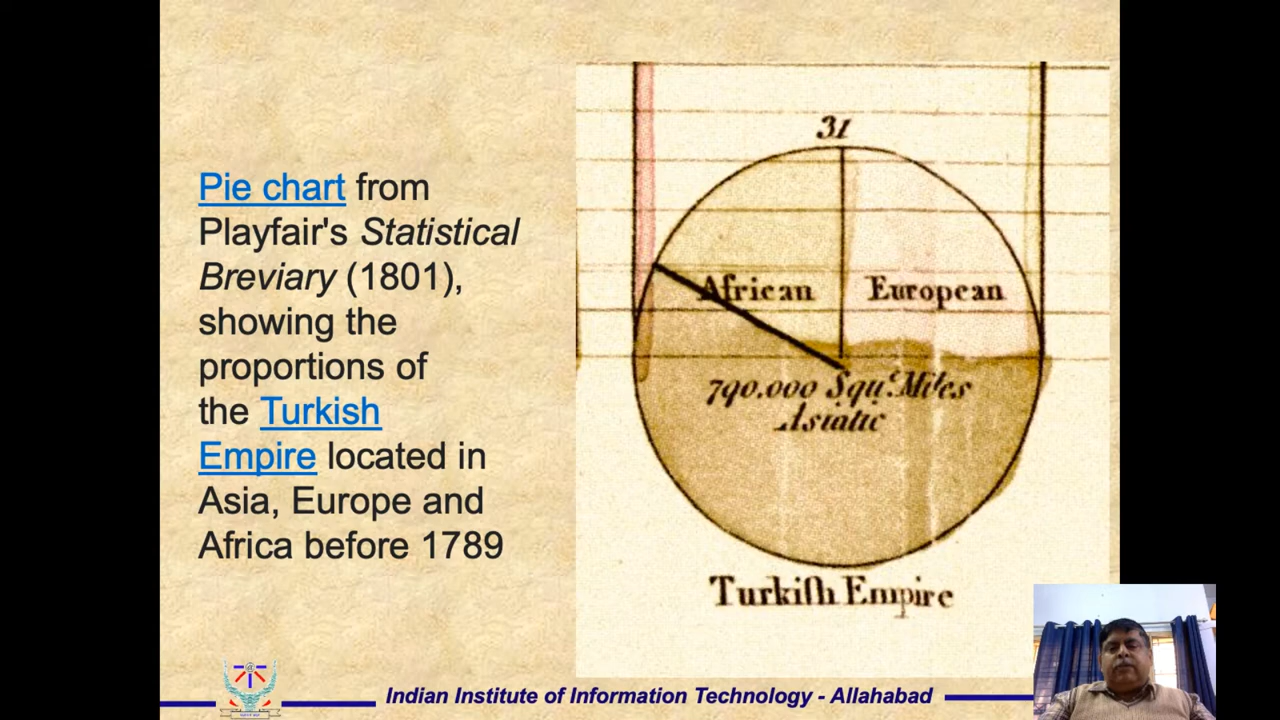 Pie chart from
Playfair's Statistical
Breviary (1801),
showing the
proportions of
the Turkish
Empire located in
Asia, Europe and
Africa before 1789
31
African
European
790.000 Squ.ᵉ Miles
Asiatic
Turkiſh Empire
Indian Institute of Information Technology - Allahabad